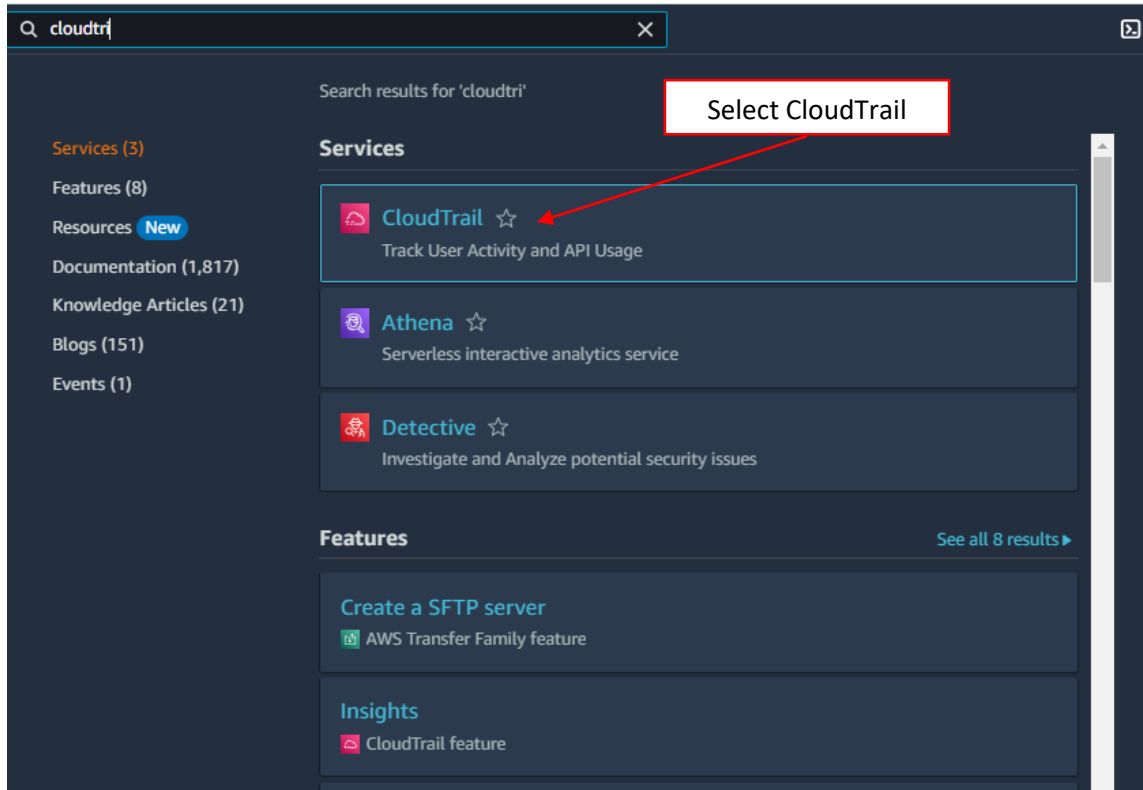 cloudtri
Search results for 'cloudtri'
Select CloudTrail
Services (3)
Features (8)
Resources New
Documentation (1,817)
Knowledge Articles (21)
Blogs (151)
Events (1)
Services
CloudTrail
Track User Activity and API Usage
Athena
Serverless interactive analytics service
Detective
Investigate and Analyze potential security issues
Features
See all 8 results
Create a SFTP server
AWS Transfer Family feature
Insights
CloudTrail feature